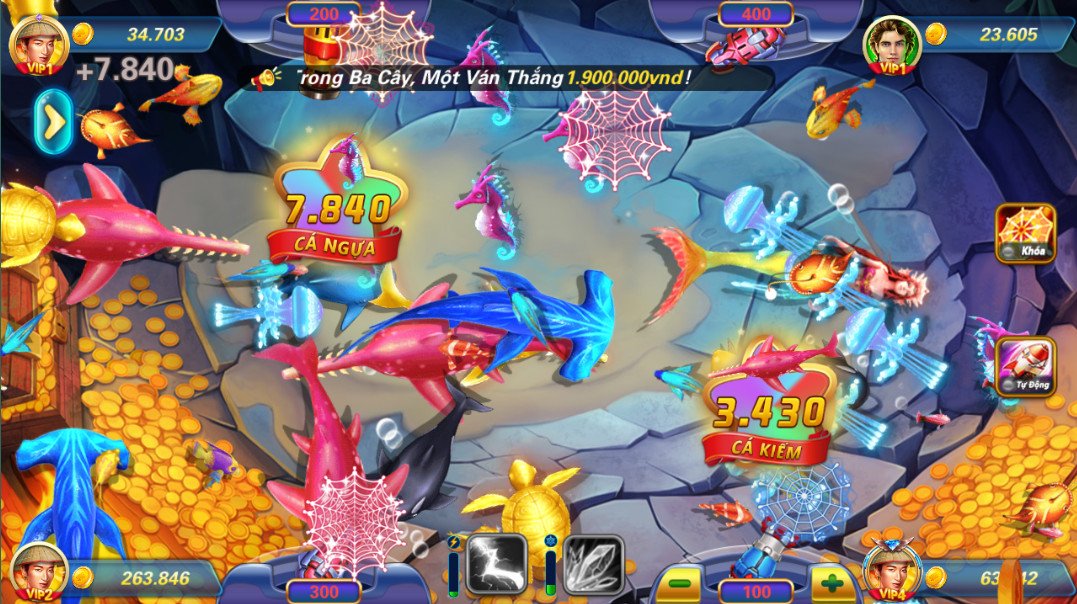 200
400
34.703
23.605
VIP1
VIP1
+7.840
rong Ba Cây, Một Ván Thắng 1.900.000vnd!
7.840
CÁ NGỰA
Khóa
Tự Động
3.430
CÁ KIẾM
263.846
VIP2
300
100
VIP4